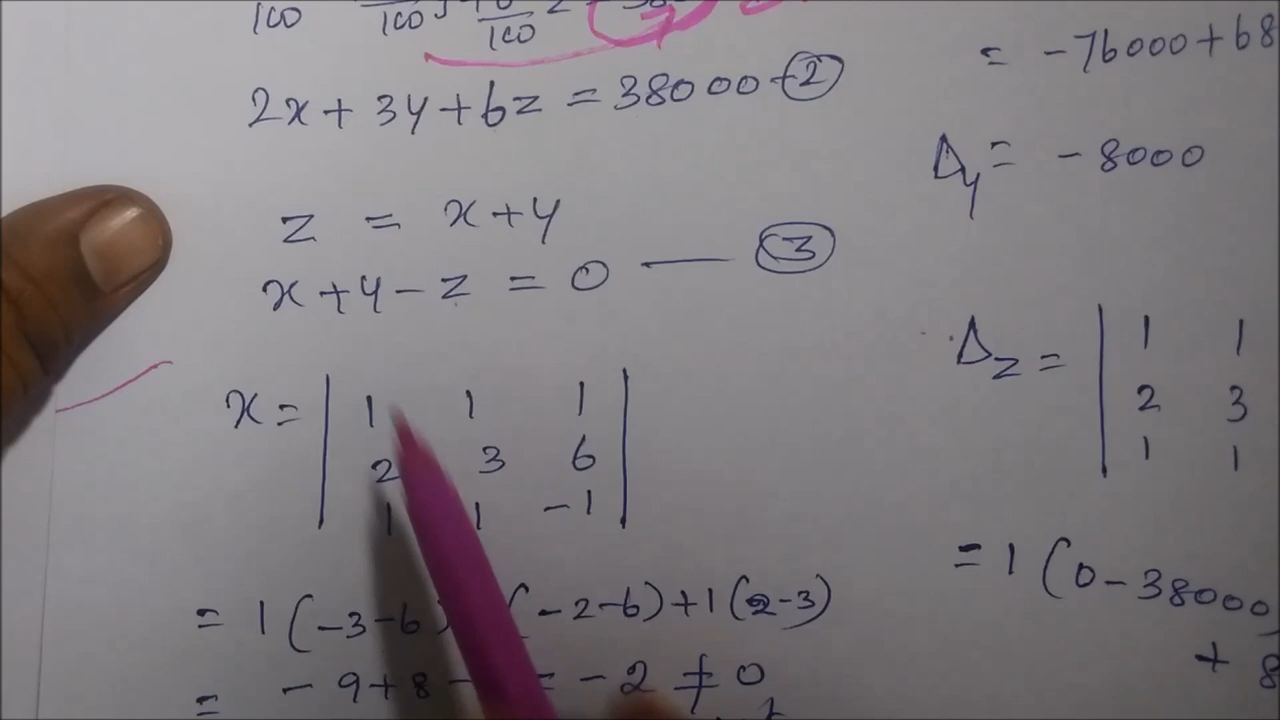 2x + 3y + 6z = 38000 - ②
z = x + y
x + y - z = 0 — ③
x = | 1 1 1 |
| 2 3 6 |
| 1 1 -1 |
= 1 (-3-6) (-2-6) + 1 (2-3)
= -9+8 - = -2 ≠ 0
= -76000 + 68
Δy = -8000
Δz = | 1 1
2 3
1 1
= 1 (0 - 38000)
+ 8